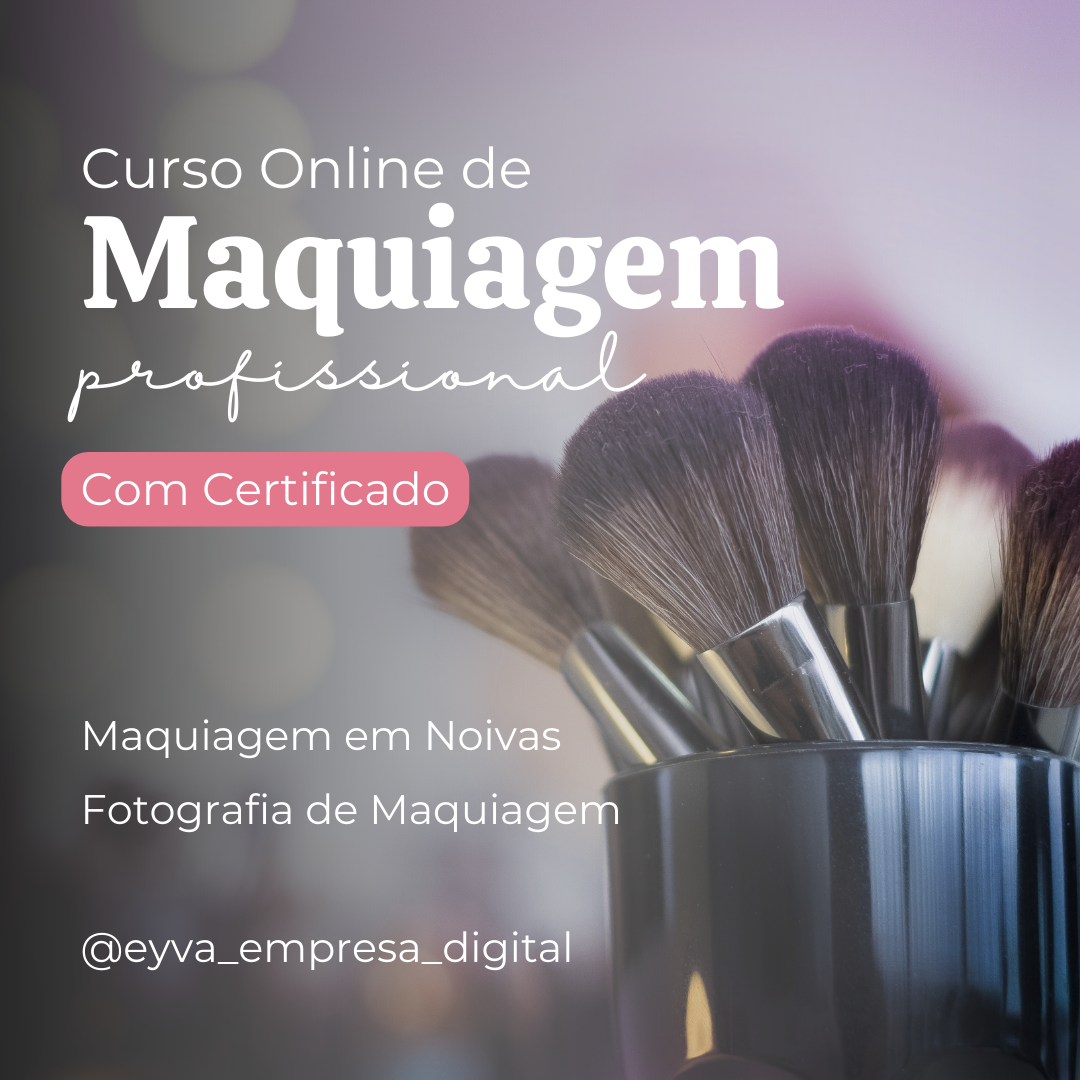 Curso Online de
Maquiagem
profissional
Com Certificado
Maquiagem em Noivas
Fotografia de Maquiagem
@eyva_empresa_digital